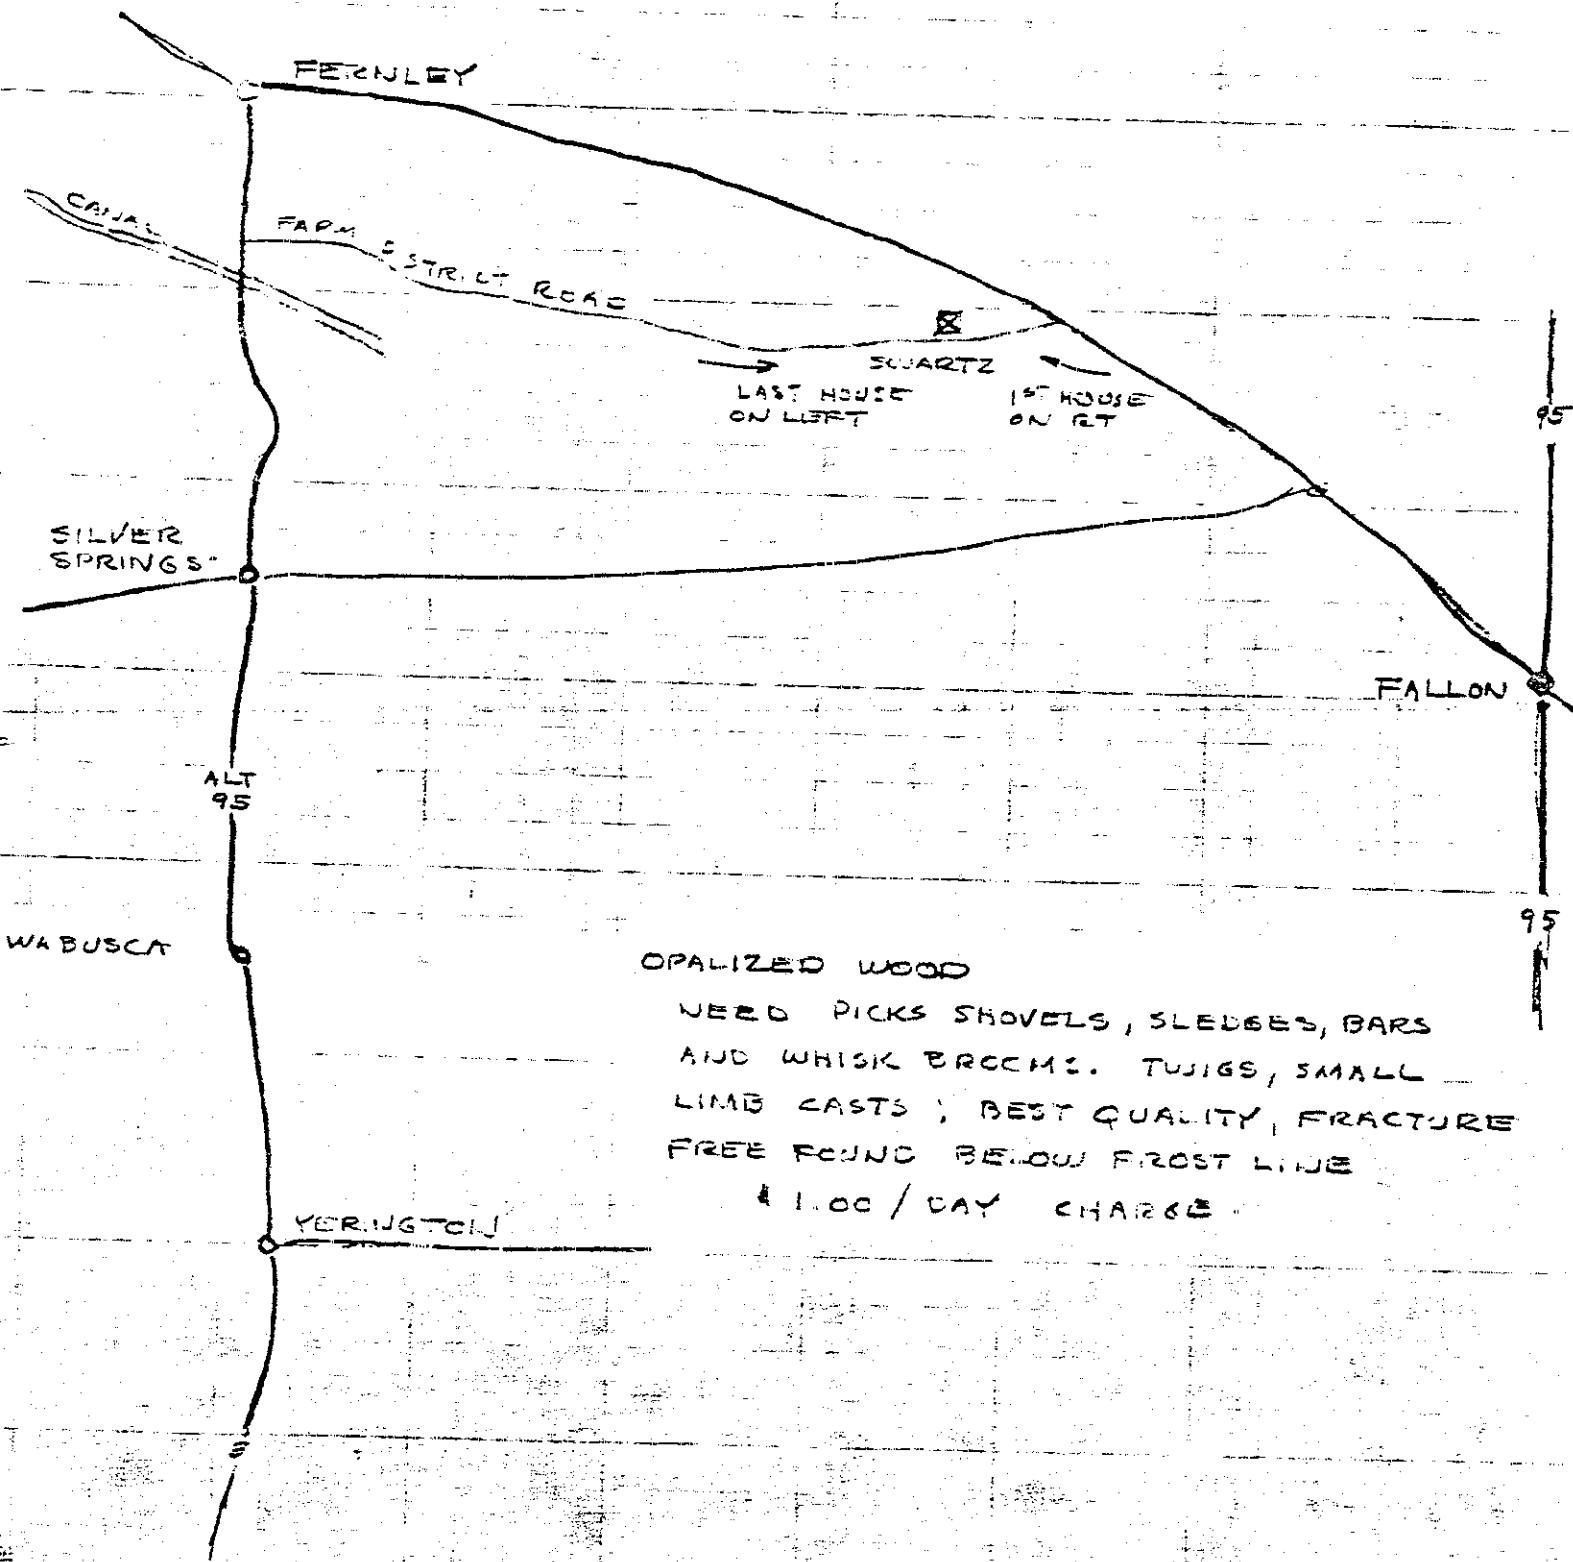 FERNLEY
CANAL
FARM DISTRICT ROAD
SWARTZ
LAST HOUSE
ON LEFT
1ST HOUSE
ON RT
95
SILVER
SPRINGS
FALLON
ALT
95
95
WABUSCA
OPALIZED WOOD
NEED PICKS SHOVELS, SLEDGES, BARS
AND WHISK BROOMS. TWIGS, SMALL
LIMB CASTS; BEST QUALITY, FRACTURE
FREE FOUND BELOW FROST LINE
$1.00 / DAY CHARGE
YERINGTON